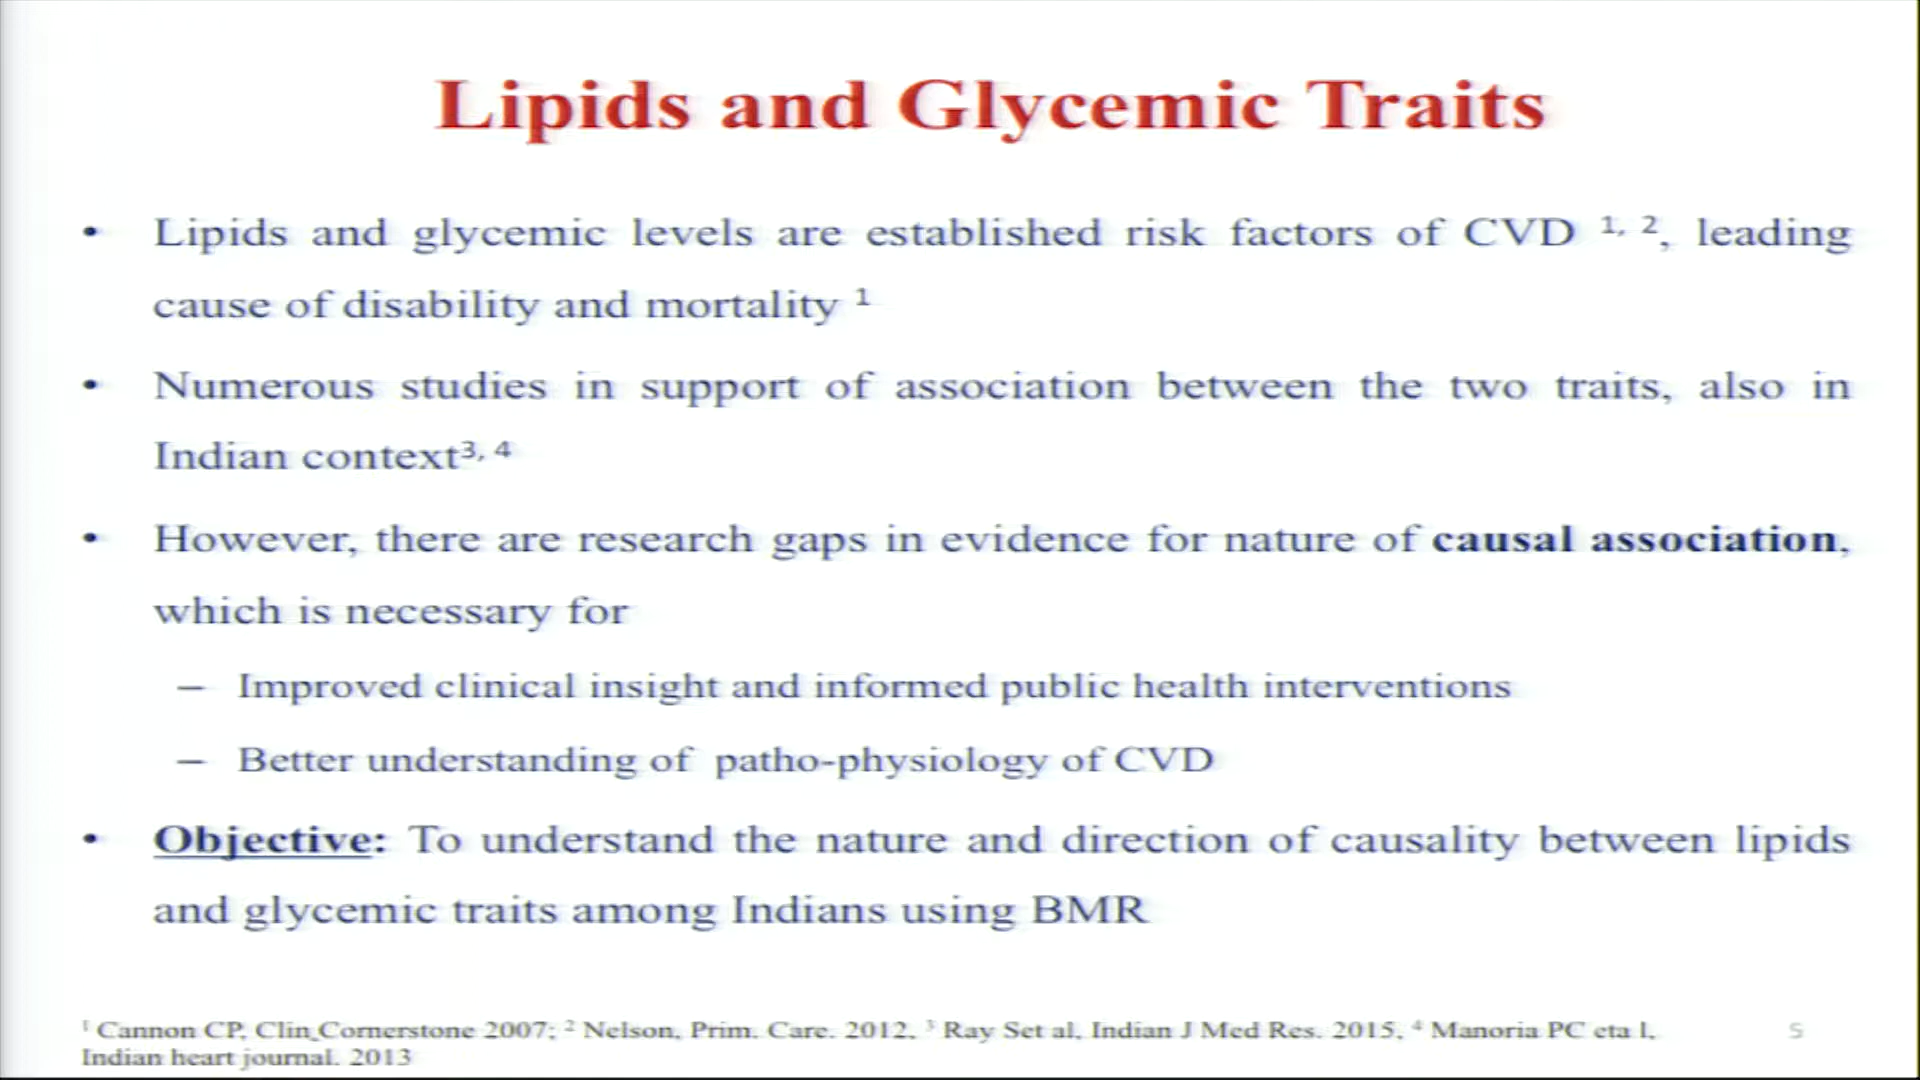 Lipids and Glycemic Traits
• Lipids and glycemic levels are established risk factors of CVD 1, 2, leading
cause of disability and mortality 1
• Numerous studies in support of association between the two traits, also in
Indian context3, 4
• However, there are research gaps in evidence for nature of causal association,
which is necessary for
– Improved clinical insight and informed public health interventions
– Better understanding of patho-physiology of CVD
• Objective: To understand the nature and direction of causality between lipids
and glycemic traits among Indians using BMR
1 Cannon CP, Clin_Cornerstone 2007; 2 Nelson, Prim. Care. 2012, 3 Ray Set al, Indian J Med Res. 2015, 4 Manoria PC eta l,
Indian heart journal. 2013
5